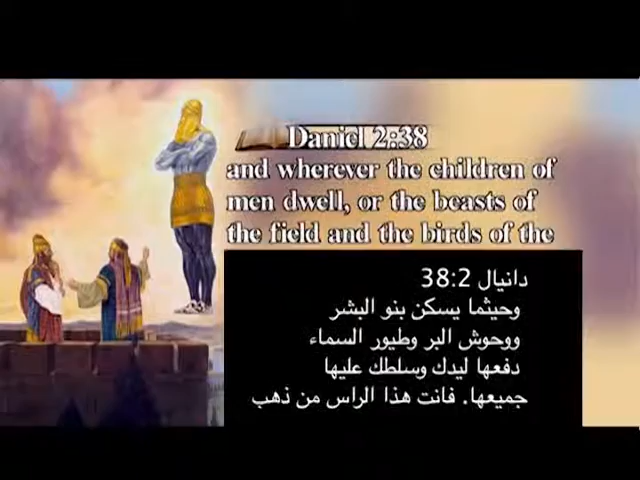 Daniel 2:38
and wherever the children of
men dwell, or the beasts of
the field and the birds of the
دانيال 38:2
وحيثما يسكن بنو البشر
ووحوش البر وطيور السماء
دفعها ليدك وسلطك عليها
جميعها. فانت هذا الراس من ذهب